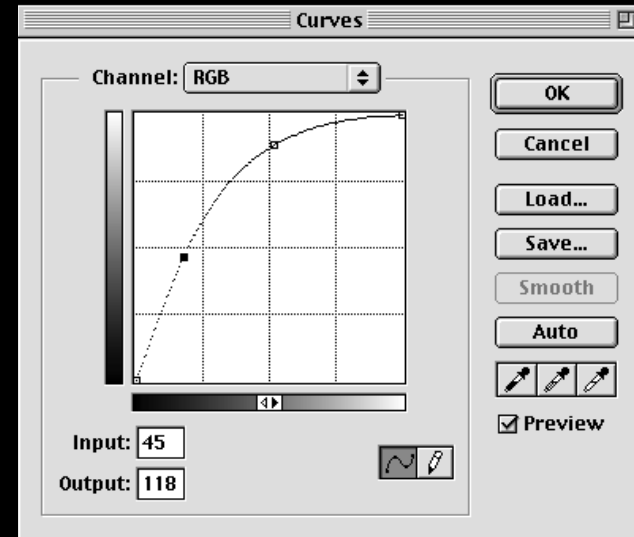 Curves
Channel: RGB
OK
Cancel
Load...
Save...
Smooth
Auto
Preview
Input: 45
Output: 118